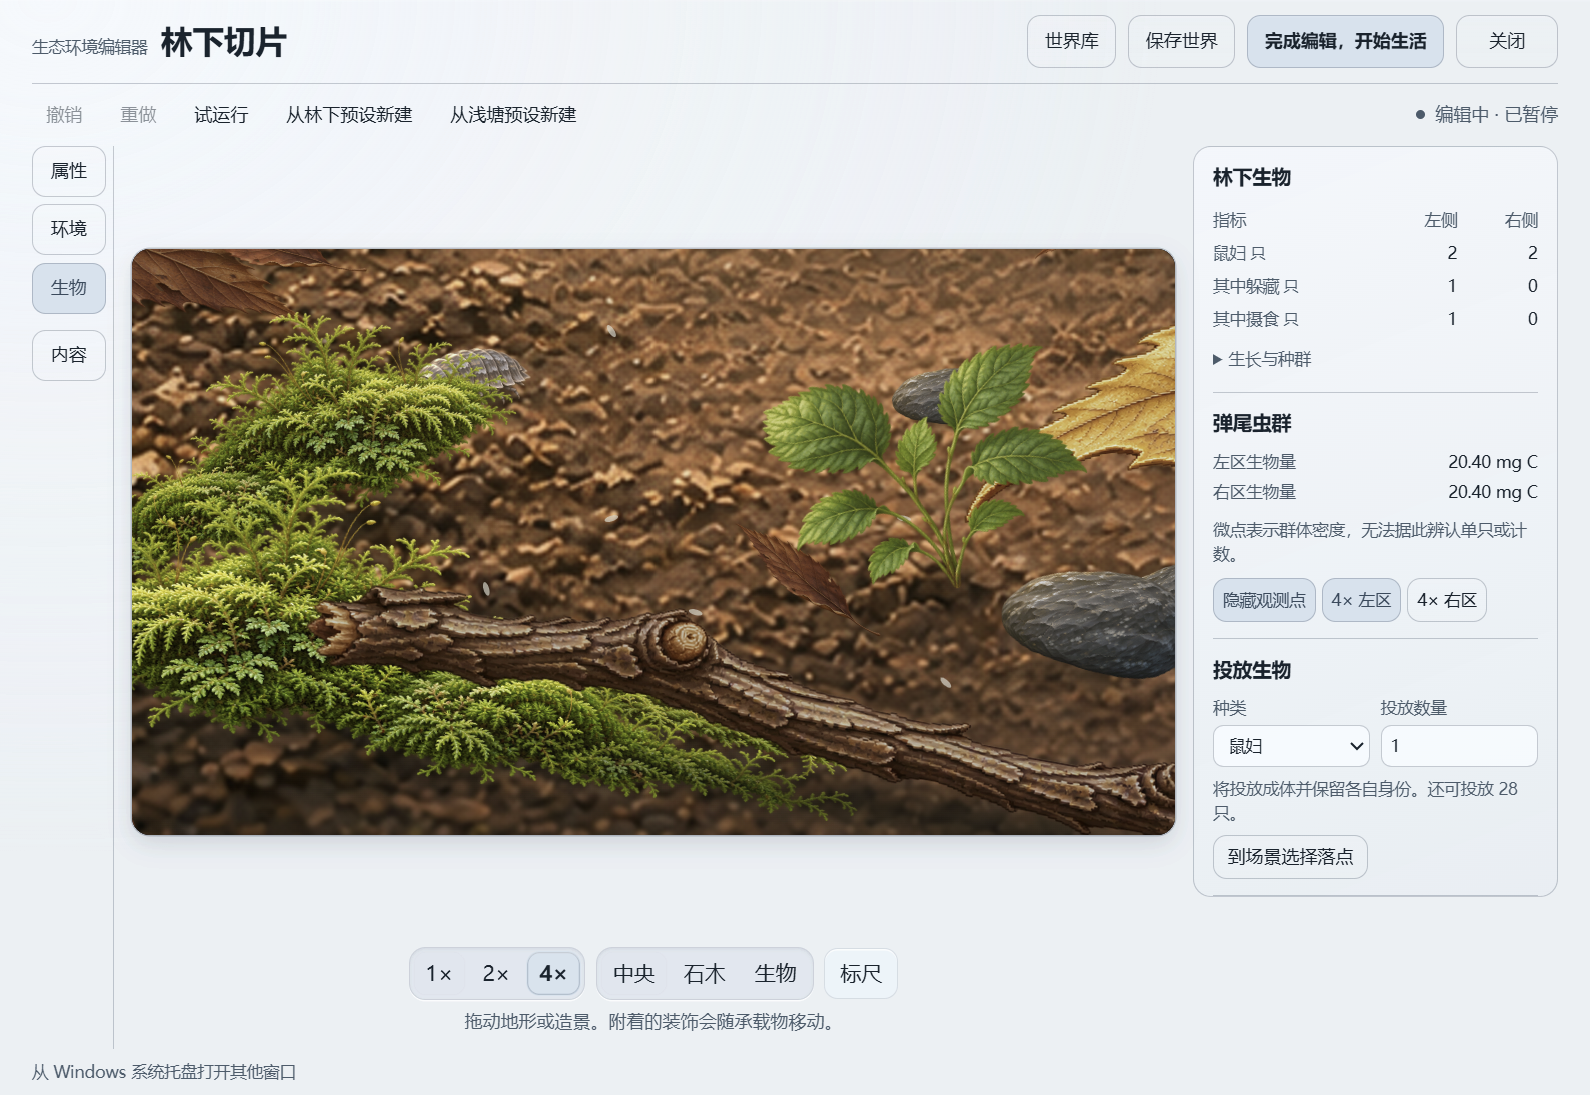 生态环境编辑器 林下切片 世界库 保存世界 完成编辑，开始生活 关闭
撤销 重做 试运行 从林下预设新建 从浅塘预设新建 编辑中 · 已暂停
属性
环境
生物
内容
林下生物
指标 左侧 右侧
鼠妇 只 2 2
其中躲藏 只 1 0
其中摄食 只 1 0
生长与种群
弹尾虫群
左区生物量 20.40 mg C
右区生物量 20.40 mg C
微点表示群体密度，无法据此辨认单只或计
数。
隐藏观测点 4× 左区 4× 右区
投放生物
种类 投放数量
鼠妇 1
将投放成体并保留各自身份。还可投放 28
只。
到场景选择落点
1× 2× 4× 中央 石木 生物 标尺
拖动地形或造景。附着的装饰会随承载物移动。
从 Windows 系统托盘打开其他窗口